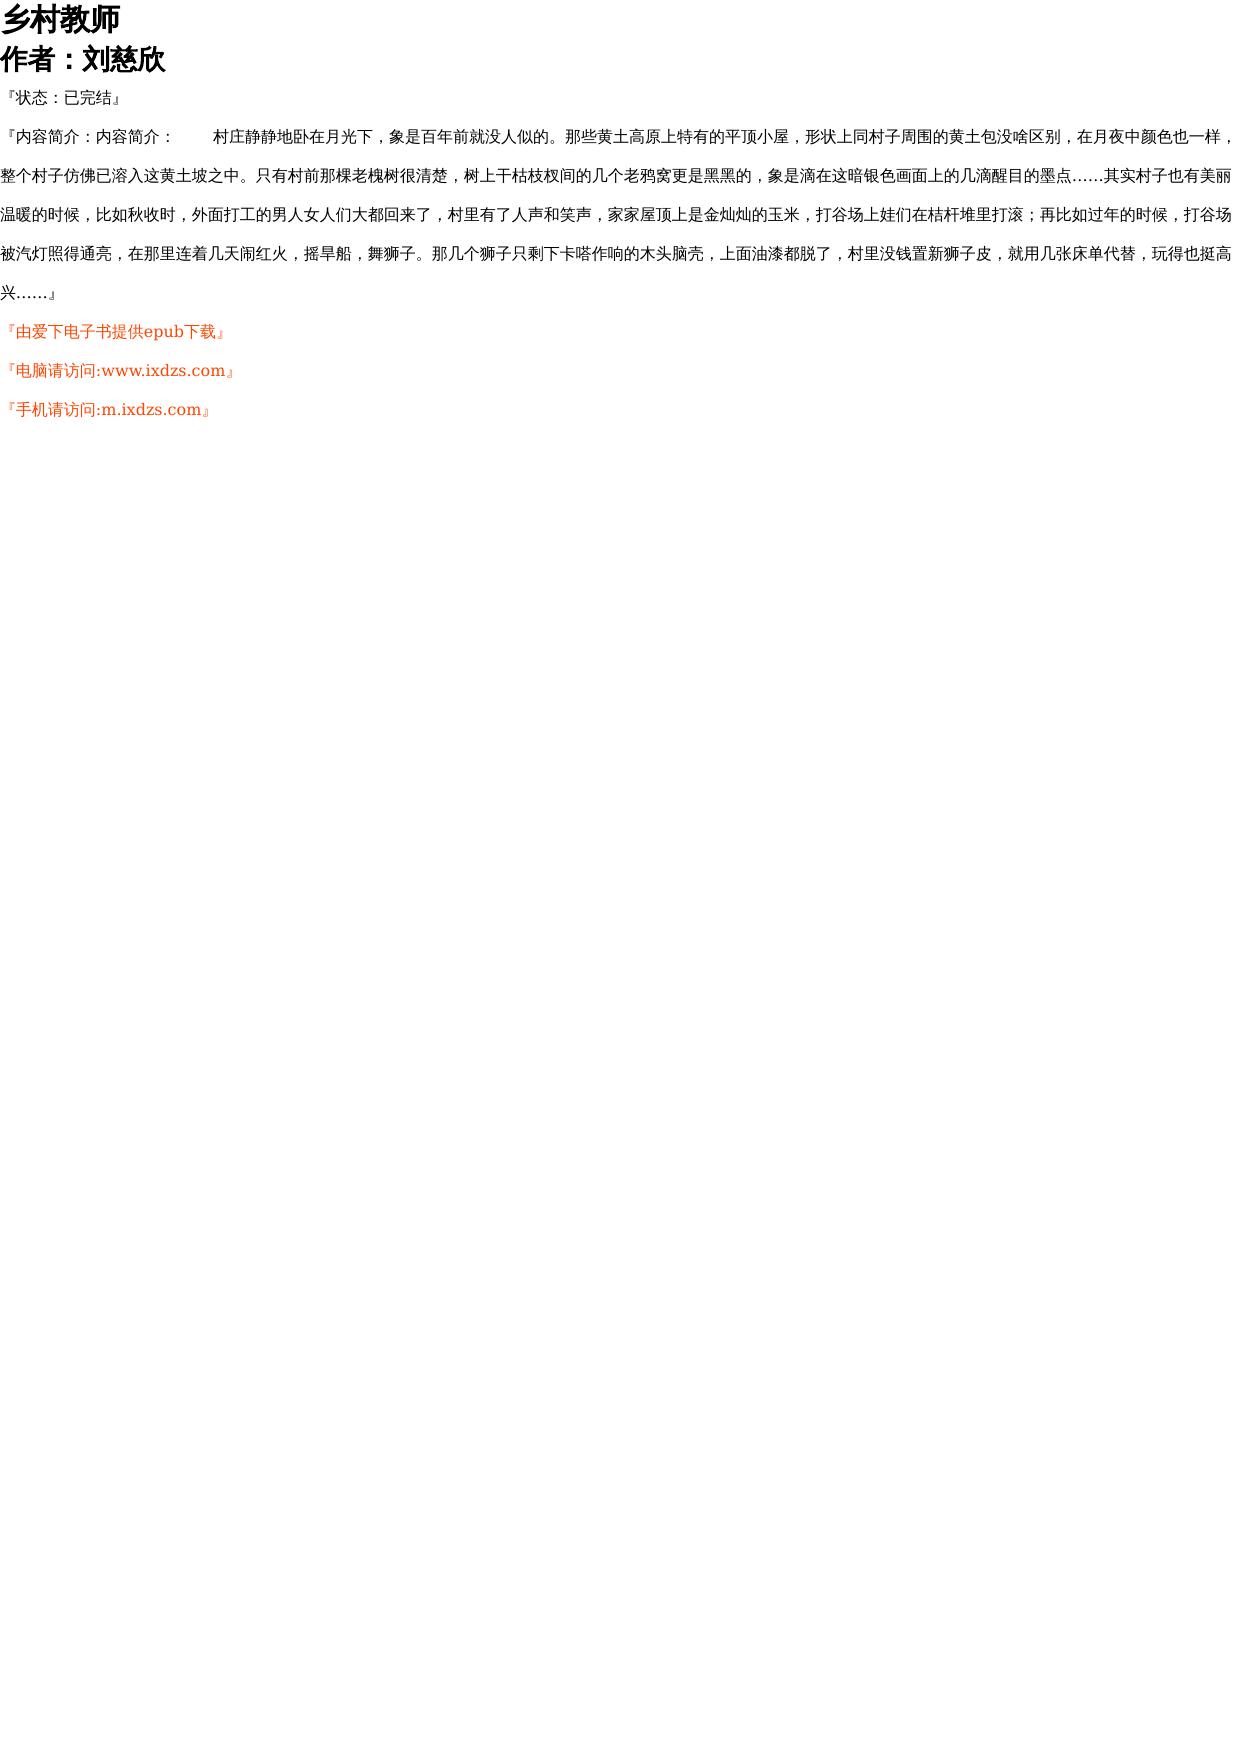 乡村教师
作者：刘慈欣
『状态：已完结』
『内容简介：内容简介：　　村庄静静地卧在月光下，象是百年前就没人似的。那些黄土高原上特有的平顶小屋，形状上同村子周围的黄土包没啥区别，在月夜中颜色也一样，
整个村子仿佛已溶入这黄土坡之中。只有村前那棵老槐树很清楚，树上干枯枝杈间的几个老鸦窝更是黑黑的，象是滴在这暗银色画面上的几滴醒目的墨点……其实村子也有美丽
温暖的时候，比如秋收时，外面打工的男人女人们大都回来了，村里有了人声和笑声，家家屋顶上是金灿灿的玉米，打谷场上娃们在桔杆堆里打滚；再比如过年的时候，打谷场
被汽灯照得通亮，在那里连着几天闹红火，摇旱船，舞狮子。那几个狮子只剩下卡嗒作响的木头脑壳，上面油漆都脱了，村里没钱置新狮子皮，就用几张床单代替，玩得也挺高
兴……』
『由爱下电子书提供epub下载』
『电脑请访问:www.ixdzs.com』
『手机请访问:m.ixdzs.com』